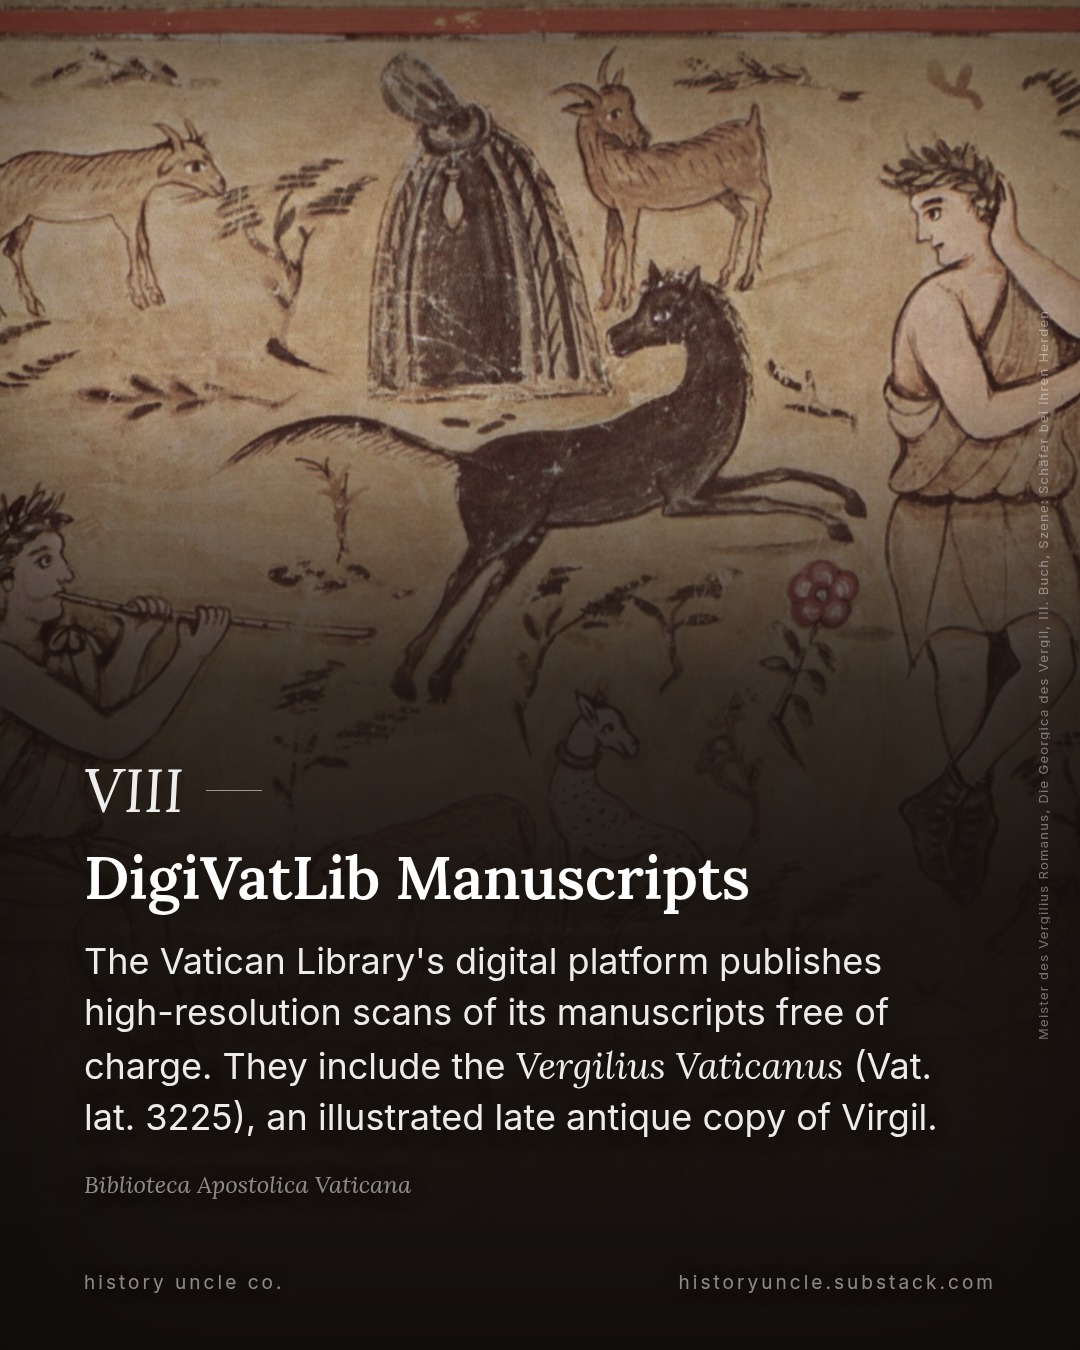 VIII
DigiVatLib Manuscripts
The Vatican Library's digital platform publishes
high-resolution scans of its manuscripts free of
charge. They include the Vergilius Vaticanus (Vat.
lat. 3225), an illustrated late antique copy of Virgil.
Biblioteca Apostolica Vaticana
history uncle co.
historyuncle.substack.com
Meister des Vergilius Romanus, Die Georgica des Vergil, III. Buch, Szene: Schäfer bei ihren Herden